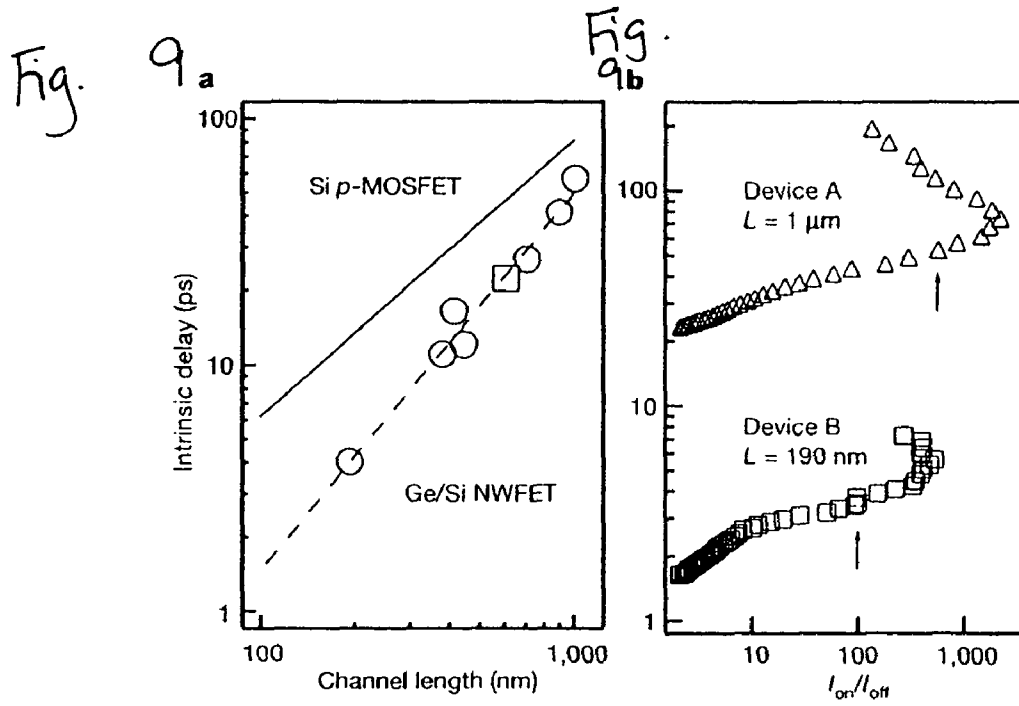 Fig. 9a
100
10
1
Intrinsic delay (ps)
Si p-MOSFET
Ge/Si NWFET
100
1,000
Channel length (nm)
Fig.
9b
100
10
1
Device A
L = 1 μm
Device B
L = 190 nm
10
100
1,000
Ion/Ioff